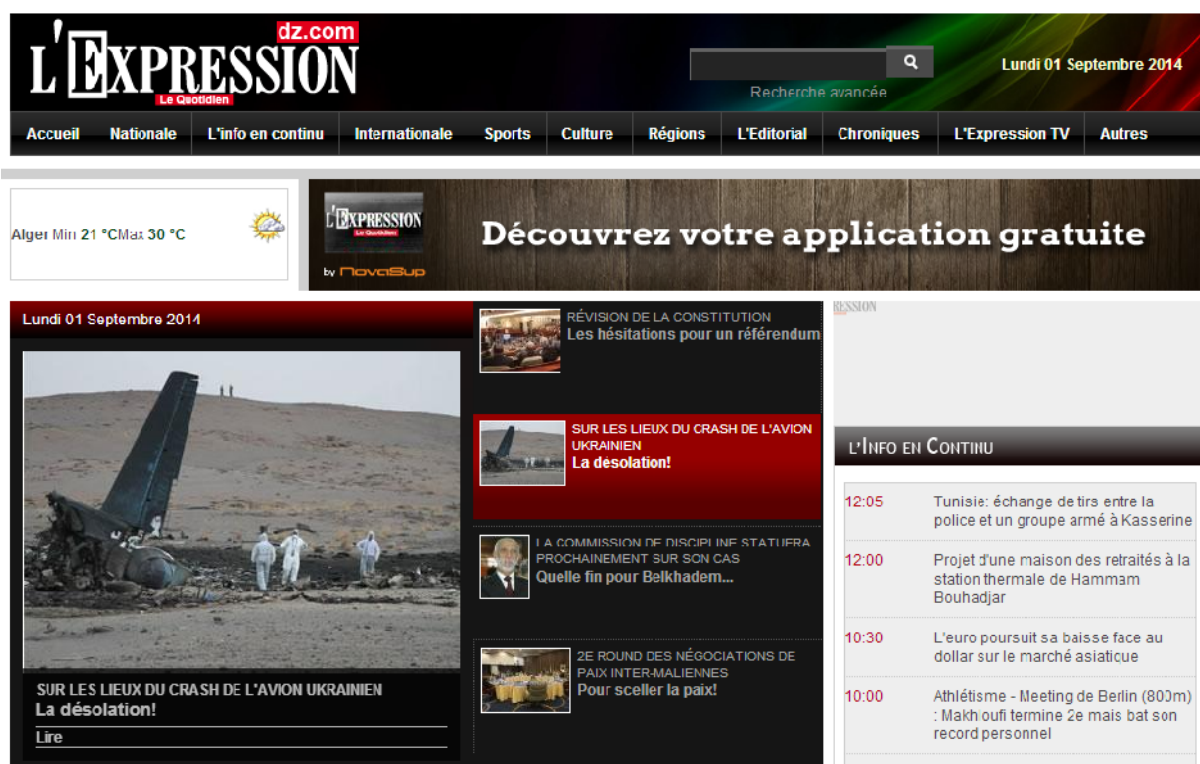 L'EXPRESSION
dz.com
Le Quotidien
Recherche avancée
Lundi 01 Septembre 2014
Accueil Nationale L'info en continu Internationale Sports Culture Régions L'Editorial Chroniques L'Expression TV Autres
Alger Min 21 °CMax 30 °C
L'EXPRESSION
Le Quotidien
by NovaSup
Découvrez votre application gratuite
Lundi 01 Septembre 2014
SUR LES LIEUX DU CRASH DE L'AVION UKRAINIEN
La désolation!
Lire
RÉVISION DE LA CONSTITUTION
Les hésitations pour un référendum
SUR LES LIEUX DU CRASH DE L'AVION
UKRAINIEN
La désolation!
LA COMMISSION DE DISCIPLINE STATUERA
PROCHAINEMENT SUR SON CAS
Quelle fin pour Belkhadem...
2E ROUND DES NÉGOCIATIONS DE
PAIX INTER-MALIENNES
Pour sceller la paix!
RESSION
L'INFO EN CONTINU
12:05 Tunisie: échange de tirs entre la
police et un groupe armé à Kasserine
12:00 Projet d'une maison des retraités à la
station thermale de Hammam
Bouhadjar
10:30 L'euro poursuit sa baisse face au
dollar sur le marché asiatique
10:00 Athlétisme - Meeting de Berlin (800m)
: Makhloufi termine 2e mais bat son
record personnel